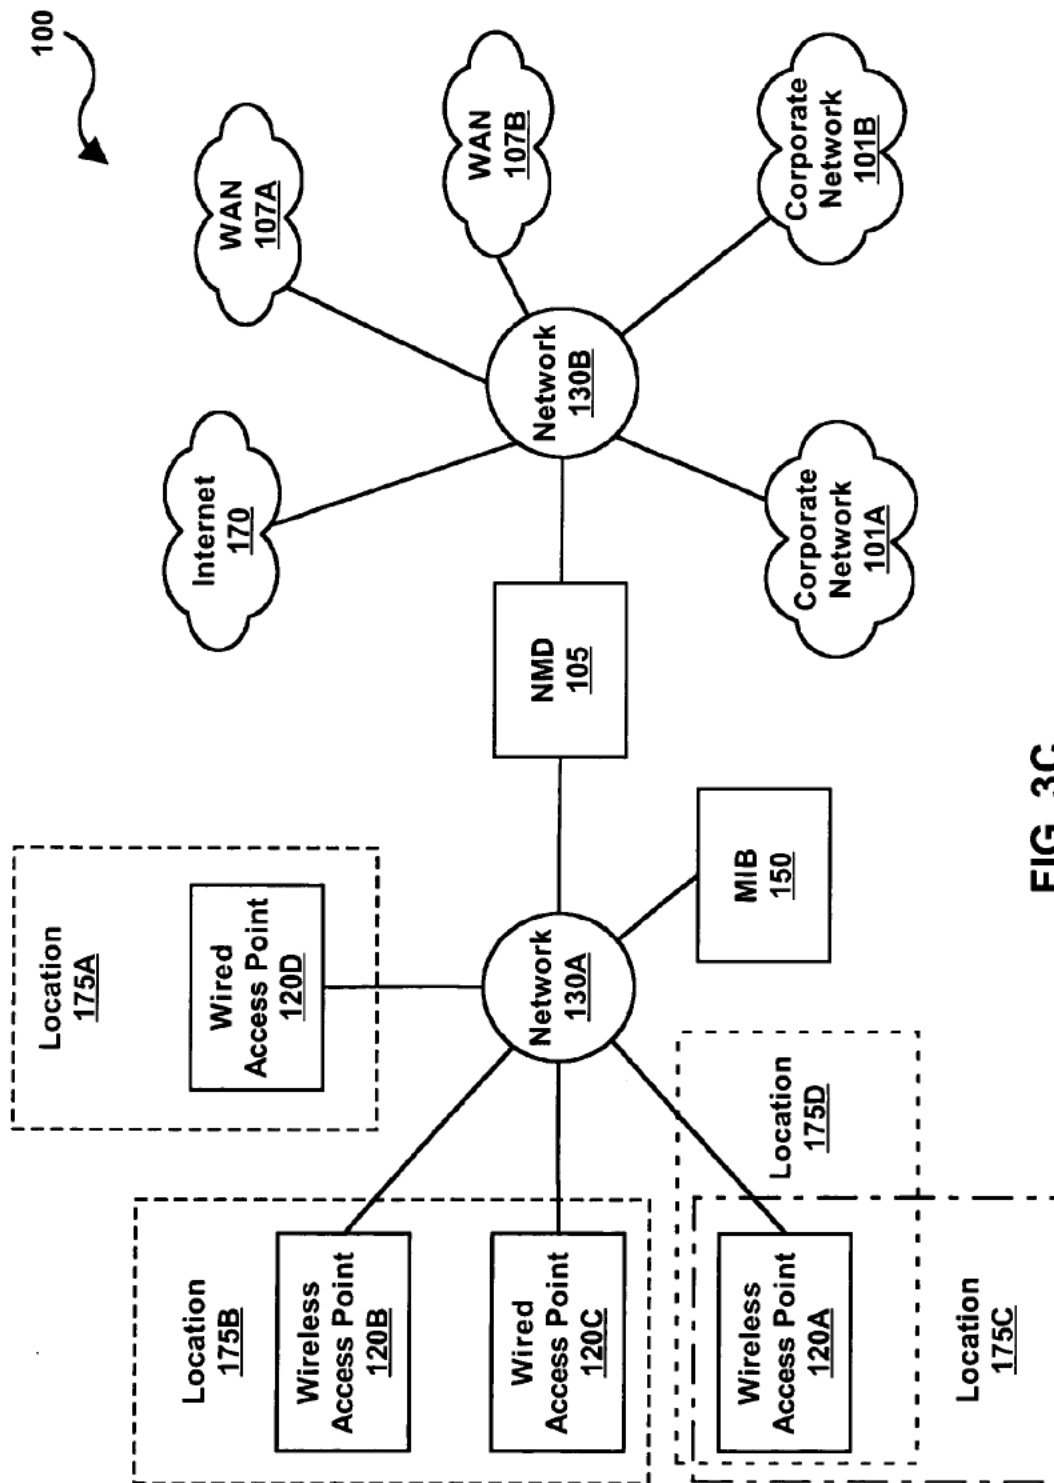 100
WAN
107A
WAN
107B
Corporate
Network
101B
Internet
170
Network
130B
Corporate
Network
101A
NMD
105
MIB
150
Location
175A
Wired
Access Point
120D
Network
130A
Location
175B
Wireless
Access Point
120B
Wired
Access Point
120C
Location
175D
Wireless
Access Point
120A
Location
175C
FIG. 3C